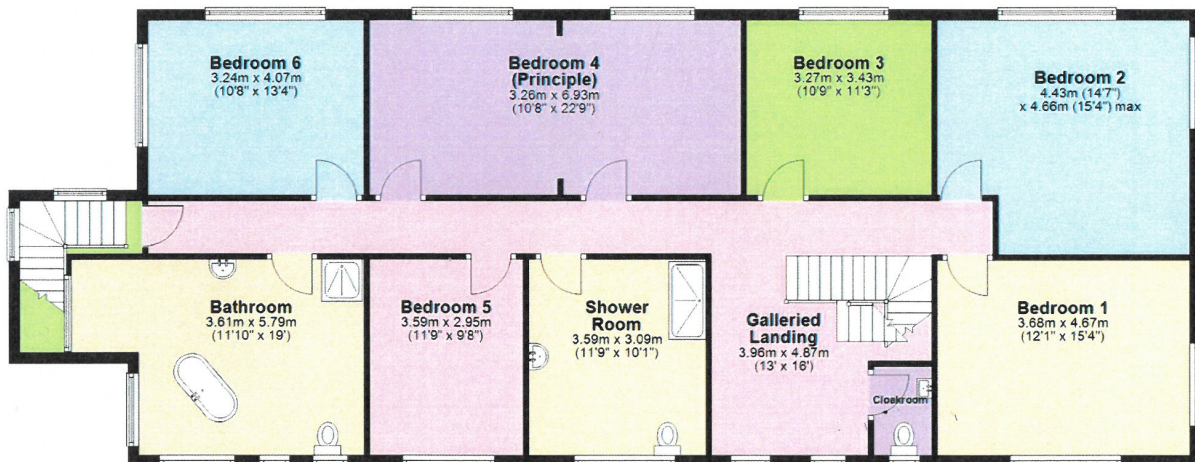 Bedroom 6
3.24m x 4.07m
(10'8" x 13'4")
Bedroom 4
(Principle)
3.26m x 6.93m
(10'8" x 22'9")
Bedroom 3
3.27m x 3.43m
(10'9" x 11'3")
Bedroom 2
4.43m (14'7")
x 4.66m (15'4") max
Bathroom
3.61m x 5.79m
(11'10" x 19')
Bedroom 5
3.59m x 2.95m
(11'9" x 9'8")
Shower
Room
3.59m x 3.09m
(11'9" x 10'1")
Galleried
Landing
3.96m x 4.87m
(13' x 16')
Cloakroom
Bedroom 1
3.68m x 4.67m
(12'1" x 15'4")